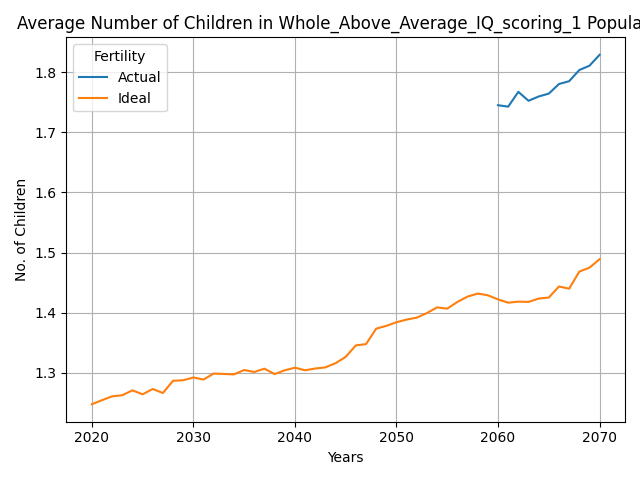 Average Number of Children in Whole_Above_Average_IQ_scoring_1 Popula
Fertility
Actual
Ideal
No. of Children
1.8
1.7
1.6
1.5
1.4
1.3
2020 2030 2040 2050 2060 2070
Years